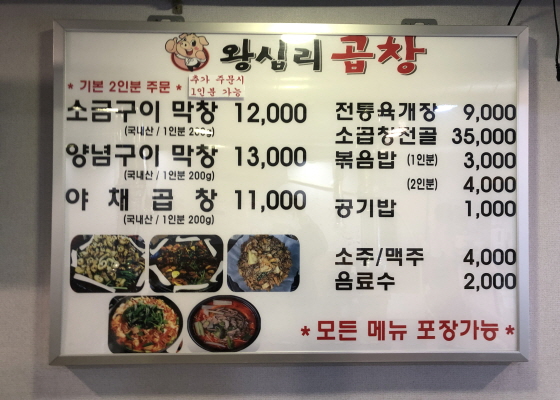 왕십리 곱창
* 기본 2인분 주문 *
추가 주문시
1인분 가능
소금구이 막창 12,000
(국내산 / 1인분 200g)
양념구이 막창 13,000
(국내산 / 1인분 200g)
야 채 곱 창 11,000
(국내산 / 1인분 200g)
전통육개장 9,000
소곱창전골 35,000
볶음밥 (1인분) 3,000
(2인분) 4,000
공기밥 1,000
소주/맥주 4,000
음료수 2,000
* 모든 메뉴 포장가능 *